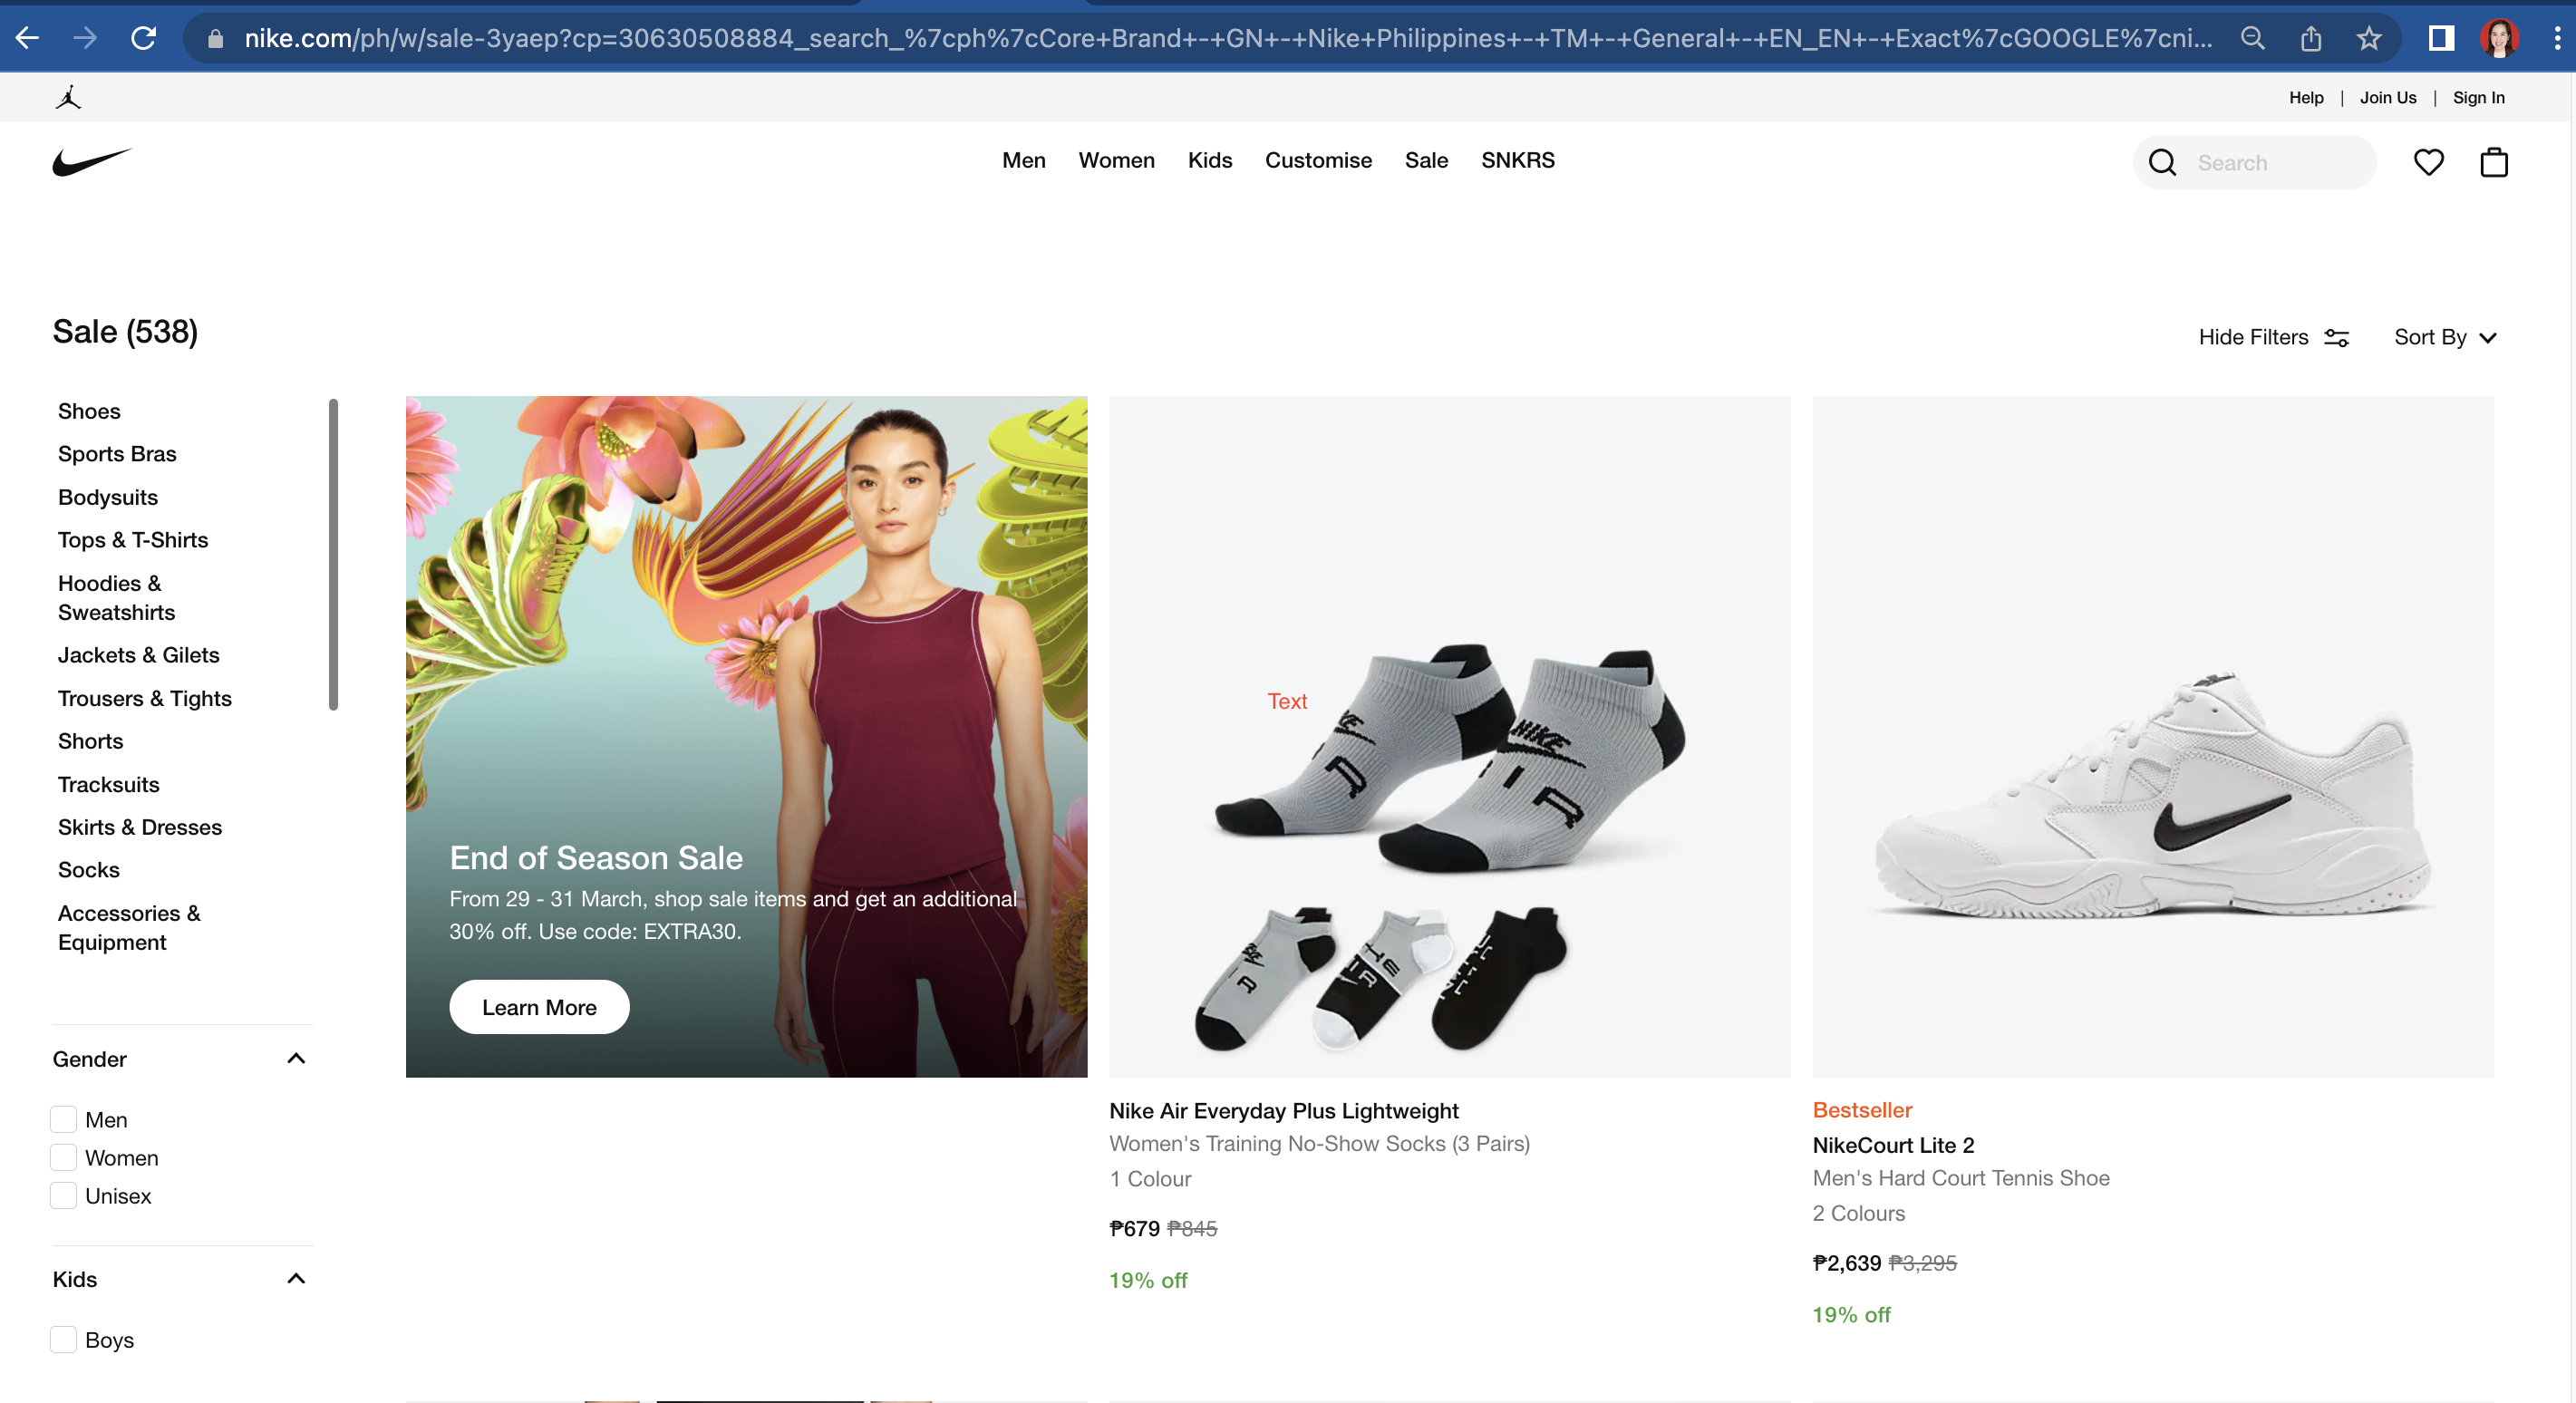 nike.com/ph/w/sale-3yaep?cp=30630508884_search_%7cph%7cCore+Brand+-+GN+-+Nike+Philippines+-+TM+-+General+-+EN_EN+-+Exact%7cGOOGLE%7cni...
Help | Join Us | Sign In
Men Women Kids Customise Sale SNKRS
Search
Sale (538)
Hide Filters Sort By
Shoes
Sports Bras
Bodysuits
Tops & T-Shirts
Hoodies &
Sweatshirts
Jackets & Gilets
Trousers & Tights
Shorts
Tracksuits
Skirts & Dresses
Socks
Accessories &
Equipment
Gender
Men
Women
Unisex
Kids
Boys
End of Season Sale
From 29 - 31 March, shop sale items and get an additional
30% off. Use code: EXTRA30.
Learn More
Text
NIKE
AIR
Nike Air Everyday Plus Lightweight
Women's Training No-Show Socks (3 Pairs)
1 Colour
₱679 ₱845
19% off
Bestseller
NikeCourt Lite 2
Men's Hard Court Tennis Shoe
2 Colours
₱2,639 ₱3,295
19% off